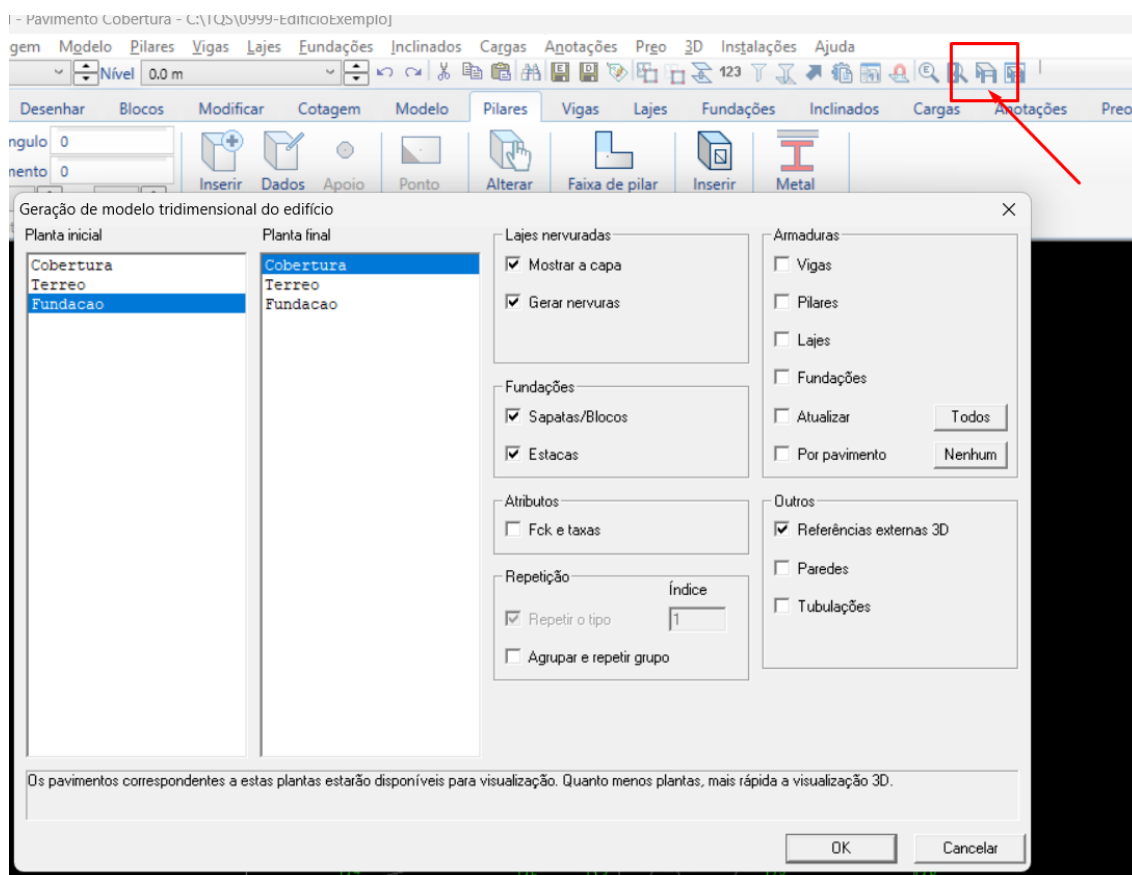 - Pavimento Cobertura - C:\TQS\0999-EdificioExemplo]
gem Modelo Pilares Vigas Lajes Fundações Inclinados Cargas Anotações Preo 3D Instalações Ajuda
Nível 0.0 m 123
Desenhar Blocos Modificar Cotagem Modelo Pilares Vigas Lajes Fundações Inclinados Cargas Anotações Preo
ngulo 0
mento 0
Inserir Dados Apoio Ponto Alterar Faixa de pilar Inserir Metal
Geração de modelo tridimensional do edifício
Planta inicial
Cobertura
Terreo
Fundacao
Planta final
Cobertura
Terreo
Fundacao
Lajes nervuradas
Mostrar a capa
Gerar nervuras
Fundações
Sapatas/Blocos
Estacas
Atributos
Fck e taxas
Repetição
Índice
Repetir o tipo 1
Agrupar e repetir grupo
Armaduras
Vigas
Pilares
Lajes
Fundações
Atualizar Todos
Por pavimento Nenhum
Outros
Referências externas 3D
Paredes
Tubulações
Os pavimentos correspondentes a estas plantas estarão disponíveis para visualização. Quanto menos plantas, mais rápida a visualização 3D.
OK Cancelar